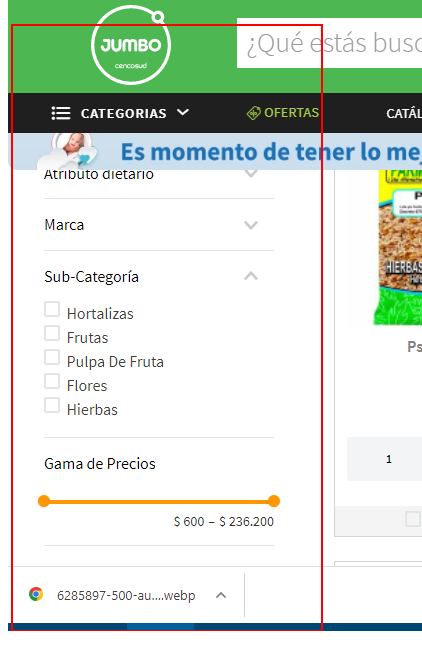 JUMBO
cencosud
¿Qué estás busc
CATEGORIAS
OFERTAS
CATÁL
Es momento de tener lo mej
Atributo dietario
Marca
Sub-Categoría
Hortalizas
Frutas
Pulpa De Fruta
Flores
Hierbas
Gama de Precios
$ 600 – $ 236.200
HIERBAS
Ps
1
6285897-500-au....webp